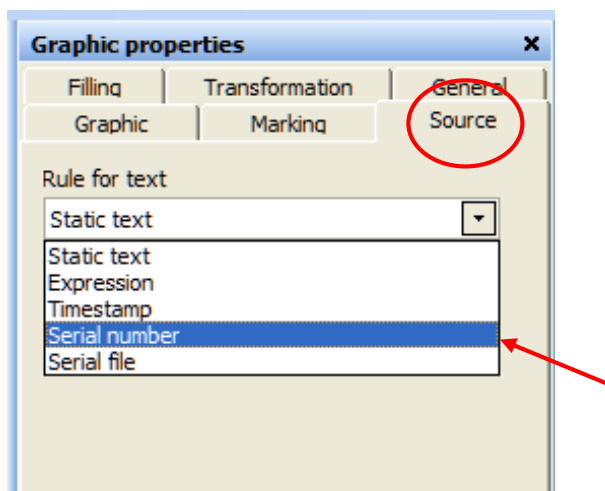 Graphic properties x
Filling Transformation General
Graphic Marking Source
Rule for text
Static text
Static text
Expression
Timestamp
Serial number
Serial file